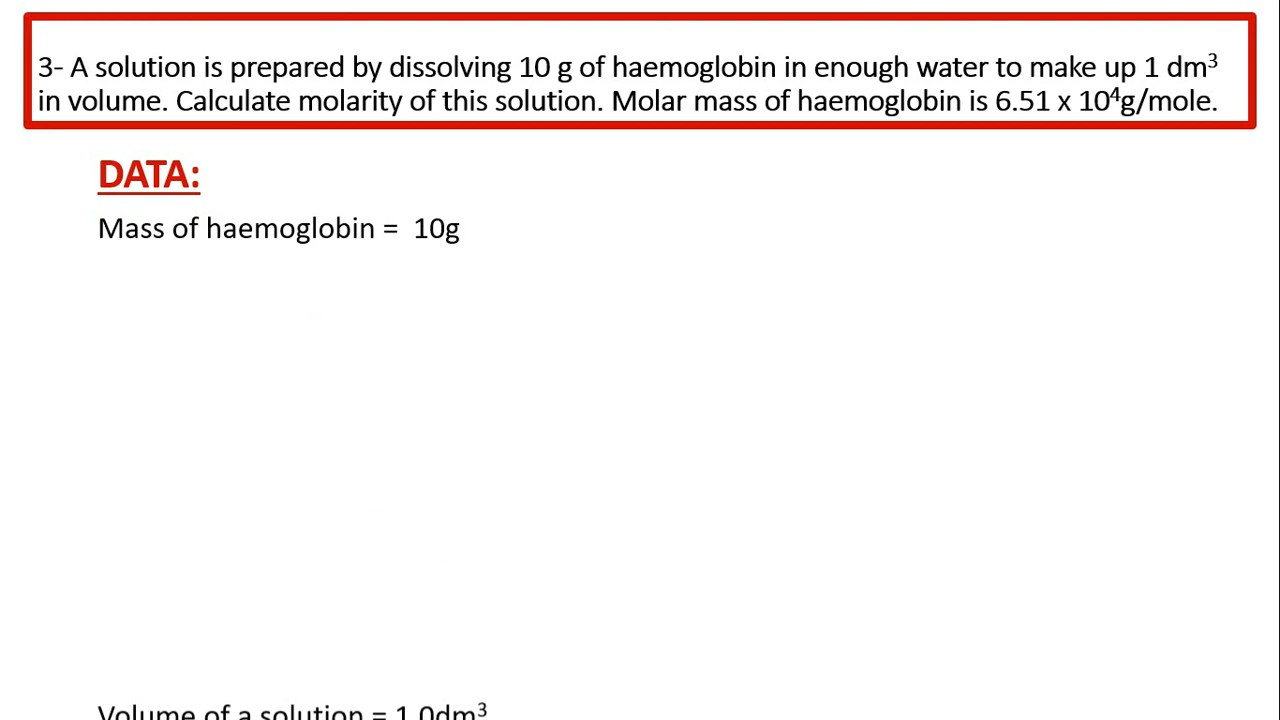 3- A solution is prepared by dissolving 10 g of haemoglobin in enough water to make up 1 dm³
in volume. Calculate molarity of this solution. Molar mass of haemoglobin is 6.51 x 10⁴g/mole.
DATA:
Mass of haemoglobin = 10g
Volume of a solution = 1.0dm³